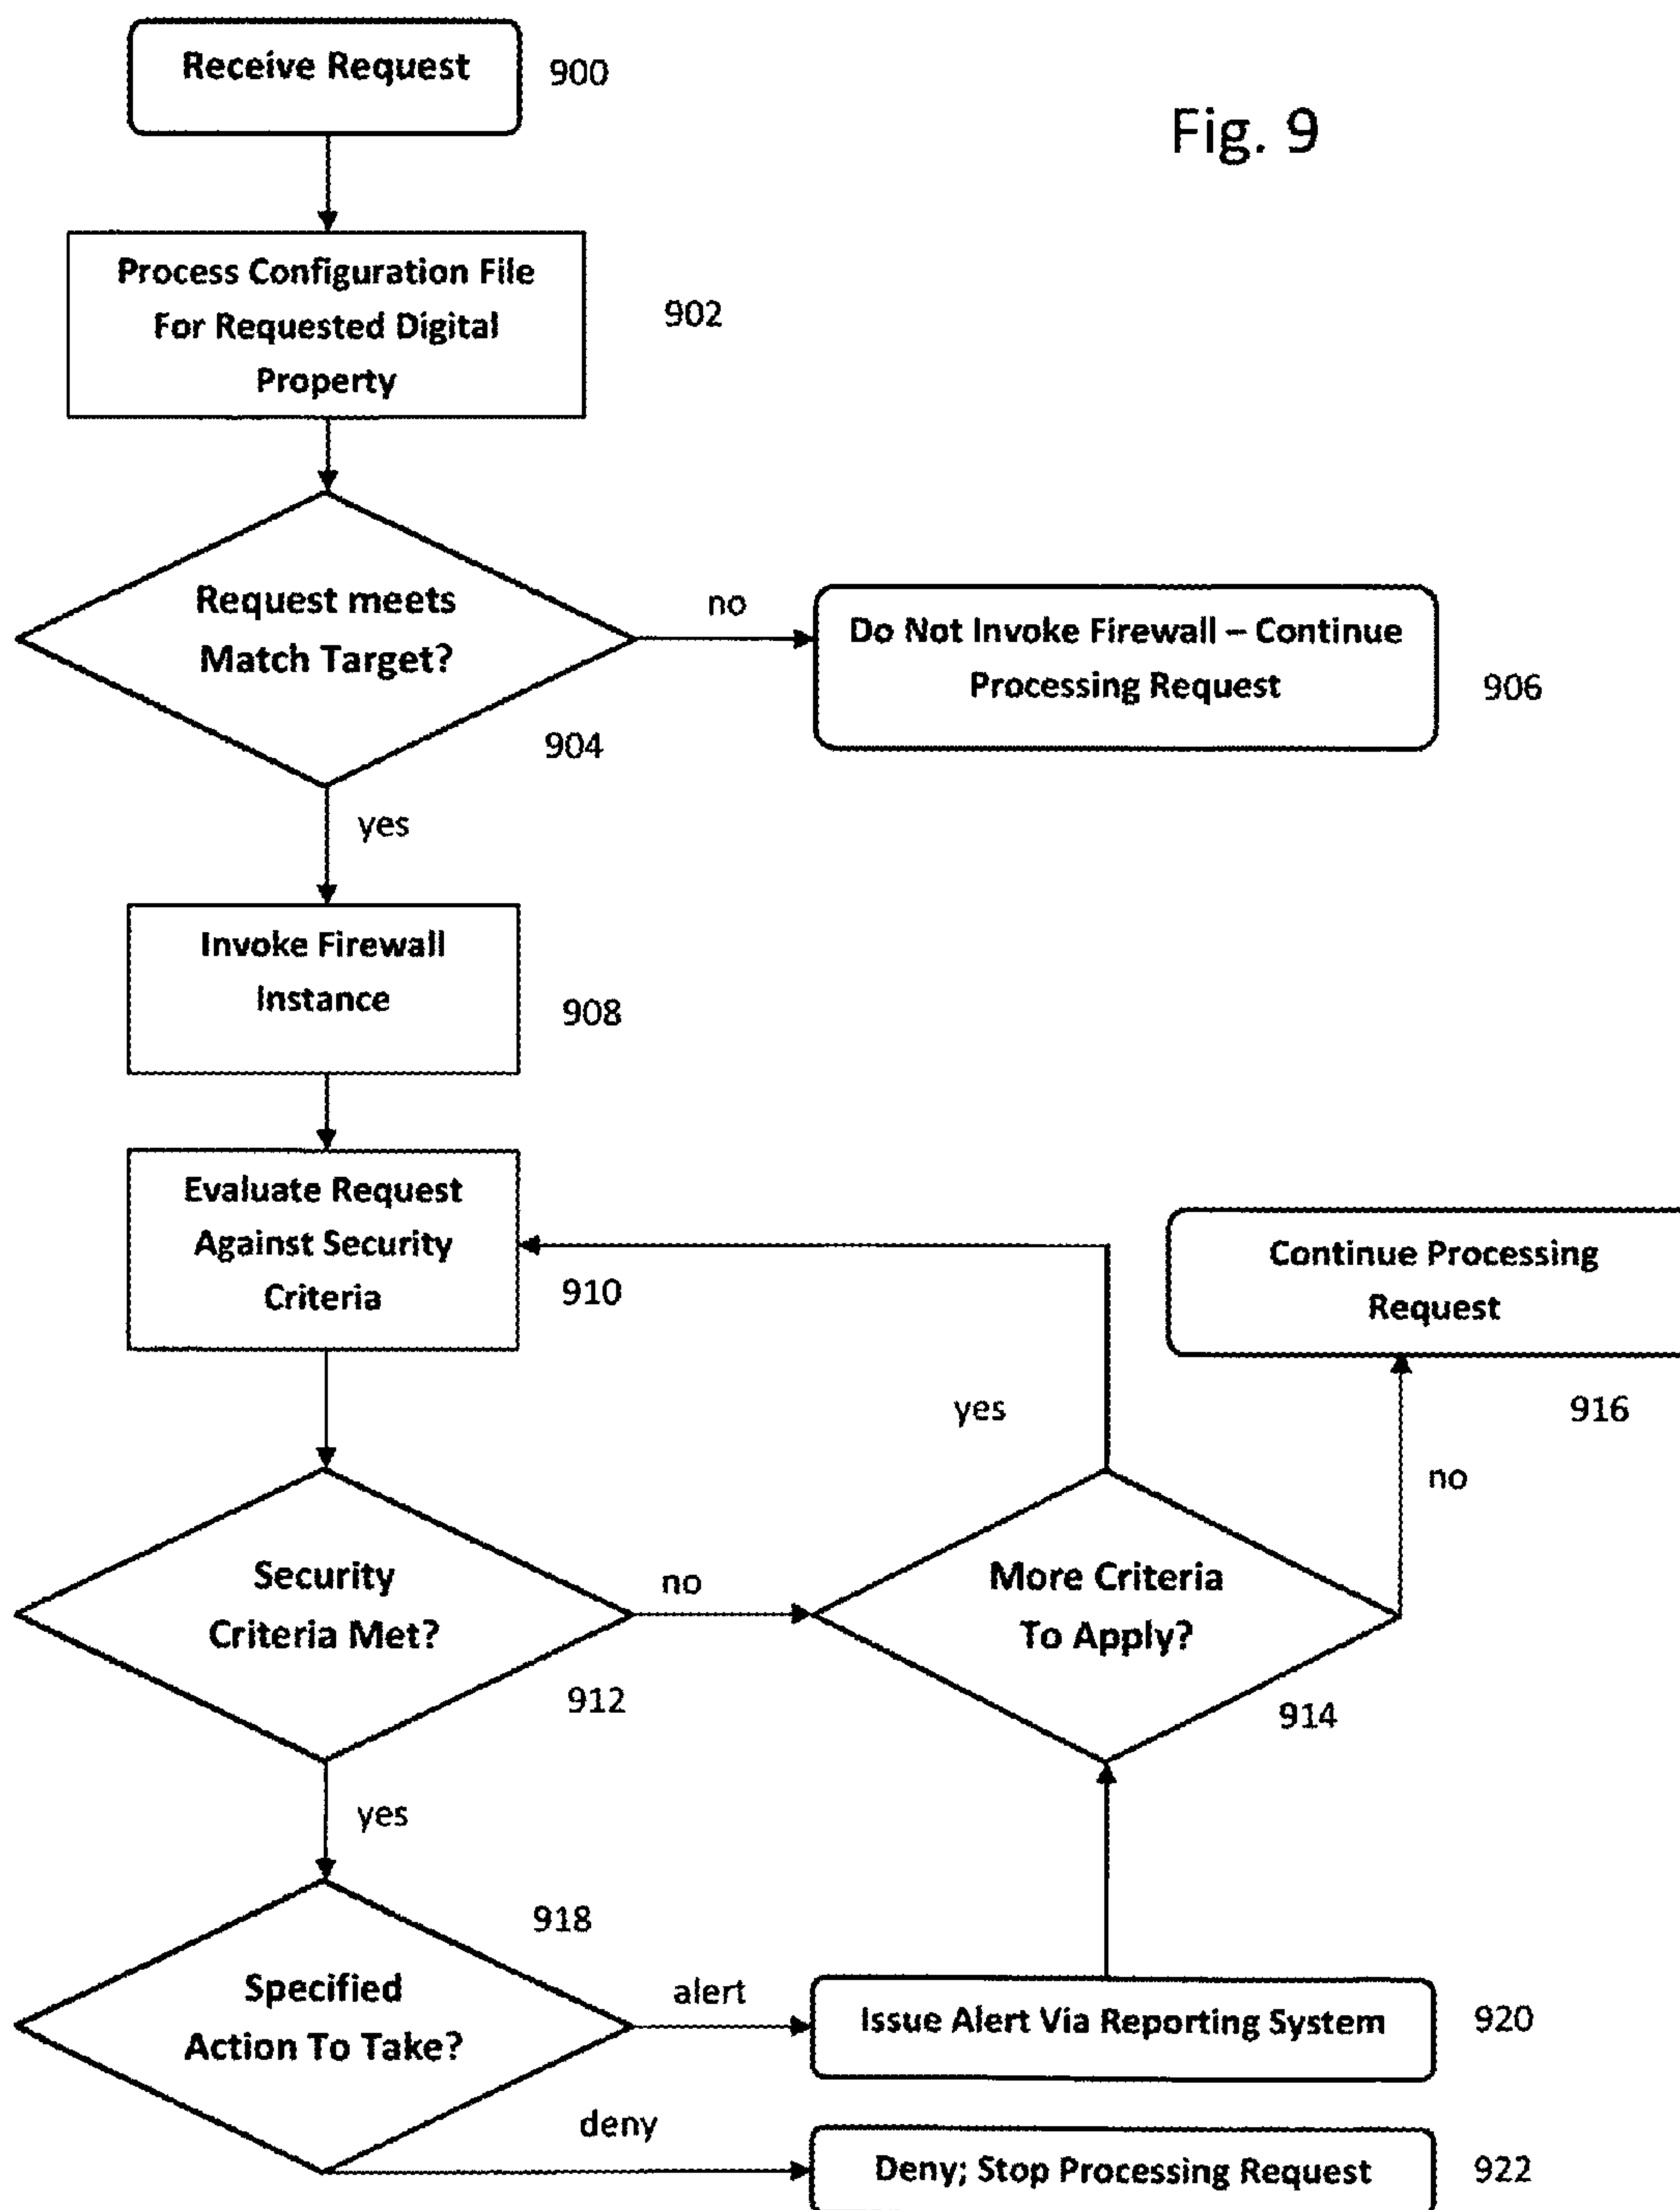 Receive Request
900
Fig. 9
Process Configuration File
For Requested Digital
Property
902
Request meets
Match Target?
904
no
Do Not Invoke Firewall – Continue
Processing Request
906
yes
Invoke Firewall
Instance
908
Evaluate Request
Against Security
Criteria
910
Continue Processing
Request
916
yes
no
Security
Criteria Met?
912
no
More Criteria
To Apply?
914
yes
Specified
Action To Take?
918
alert
Issue Alert Via Reporting System
920
deny
Deny; Stop Processing Request
922